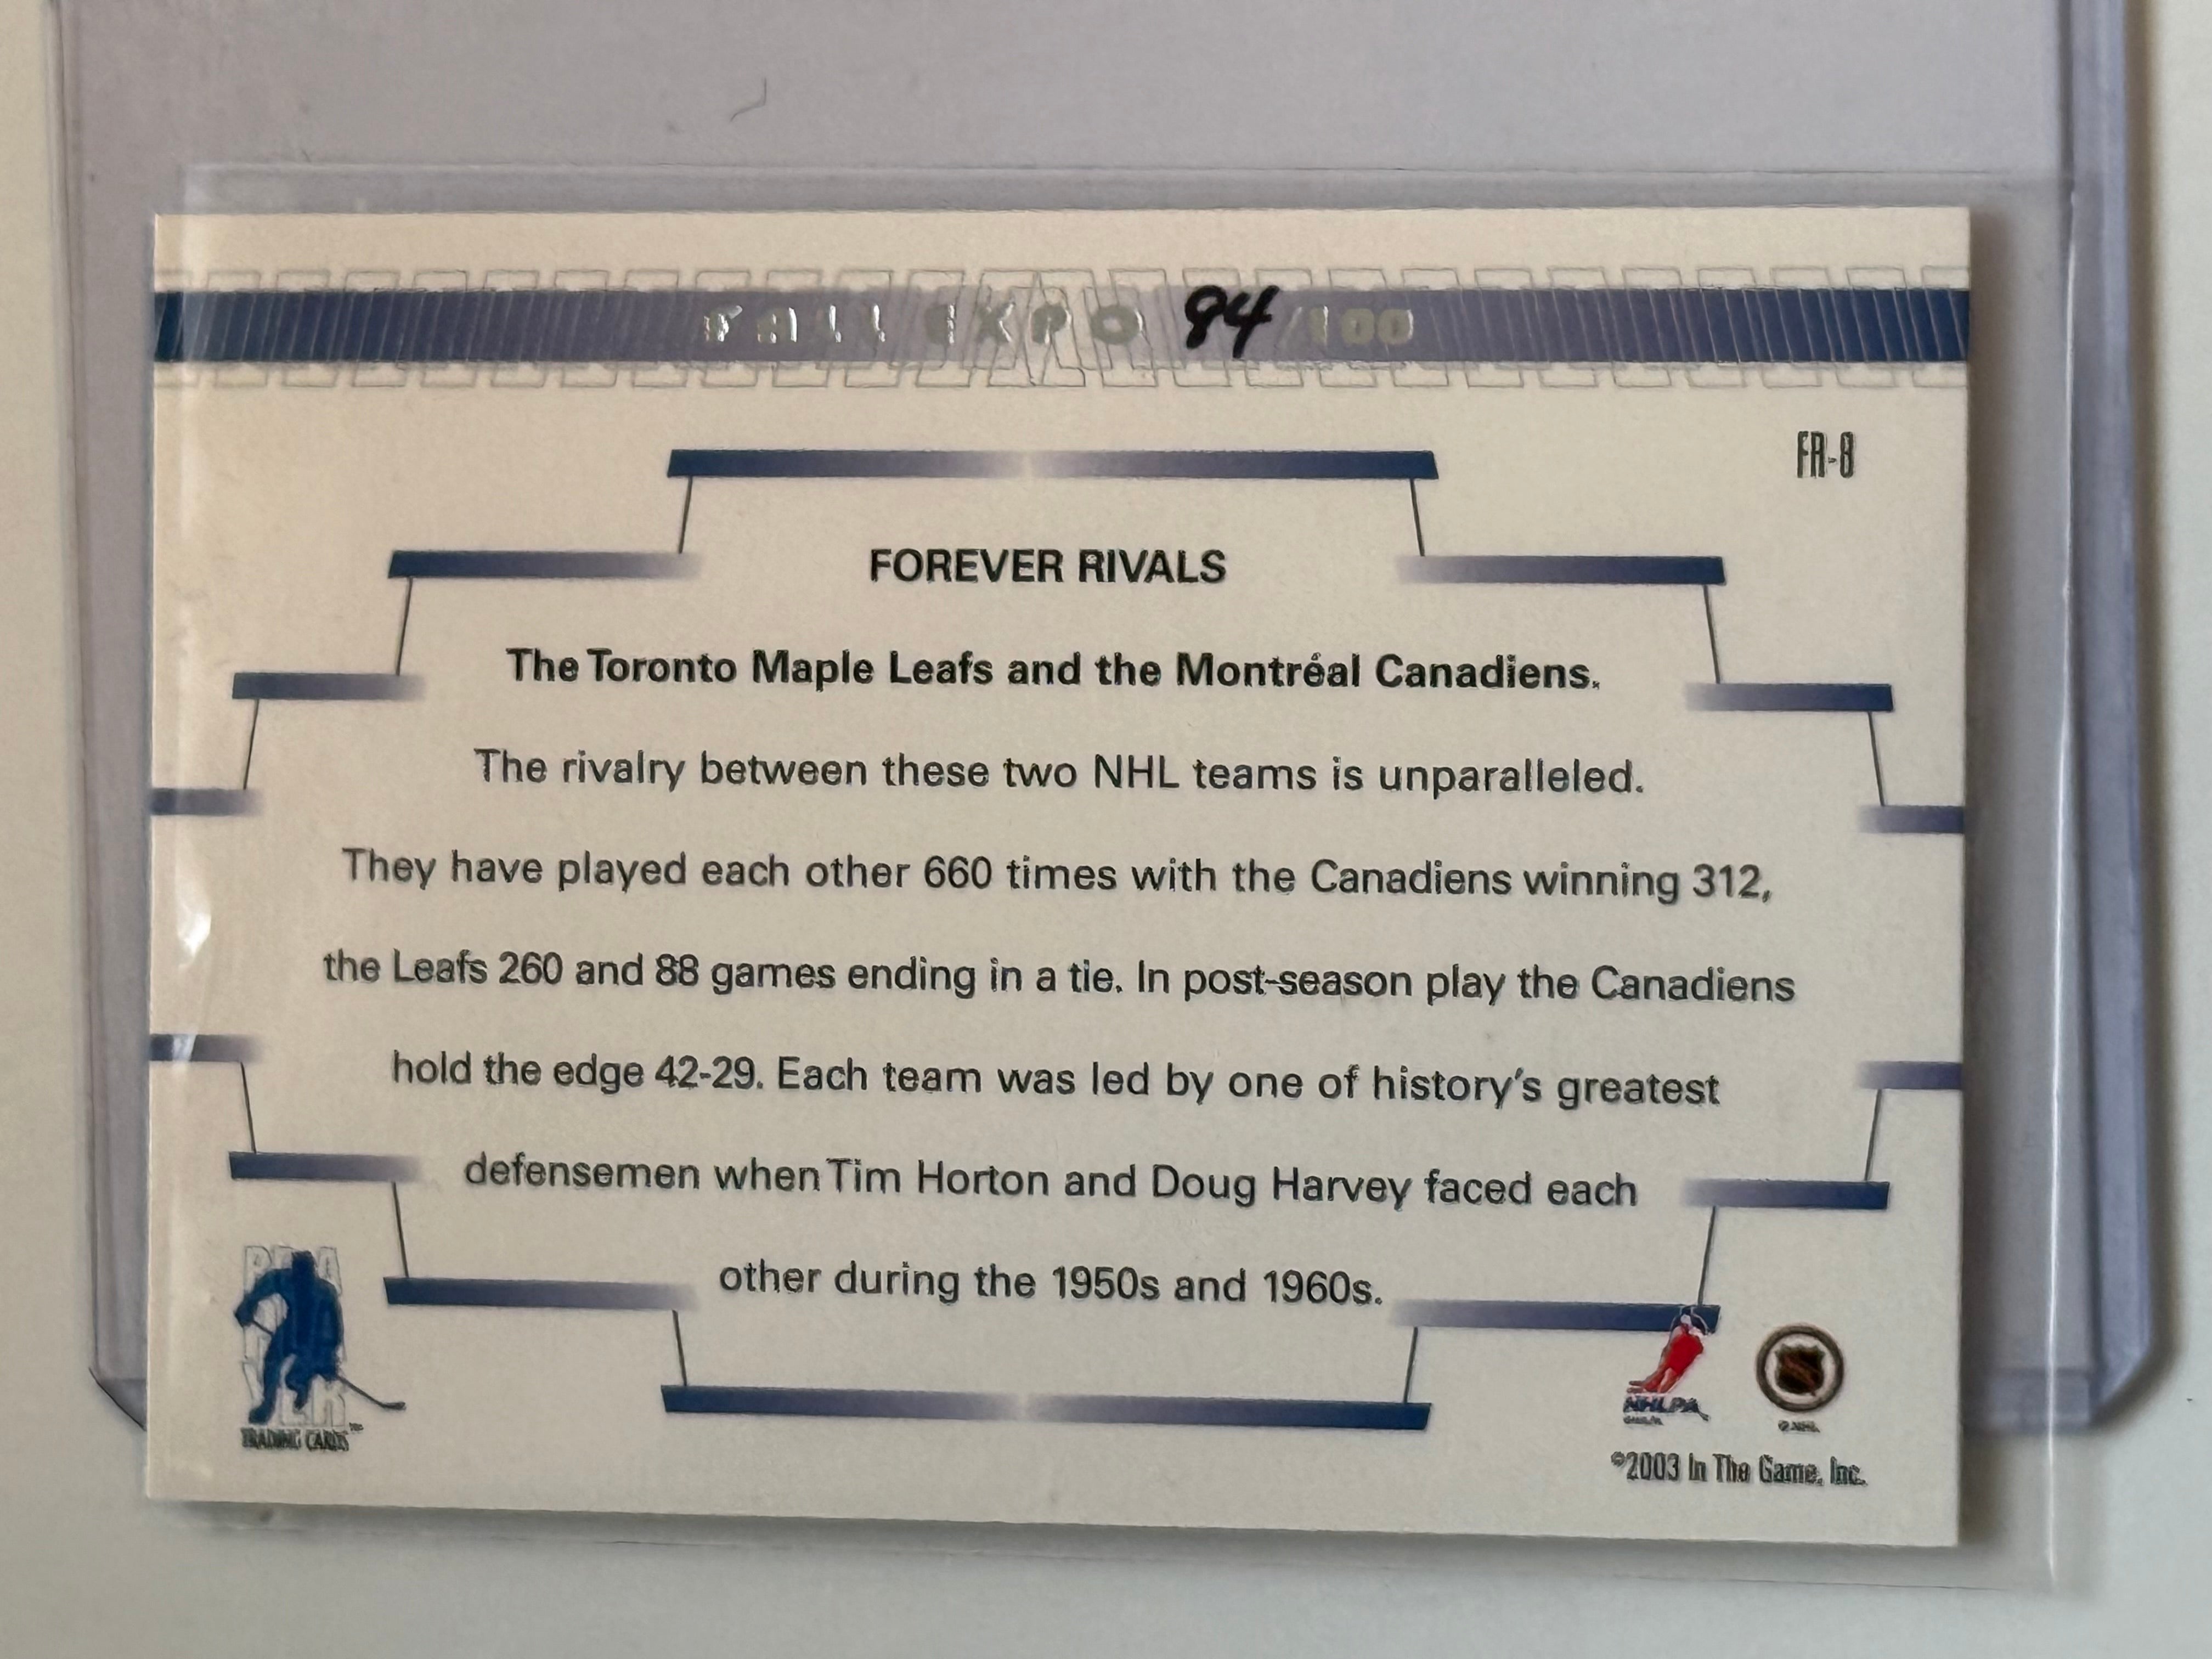 FALL EXPO 94/100
FR-8
FOREVER RIVALS
The Toronto Maple Leafs and the Montréal Canadiens.
The rivalry between these two NHL teams is unparalleled.
They have played each other 660 times with the Canadiens winning 312,
the Leafs 260 and 88 games ending in a tie. In post-season play the Canadiens
hold the edge 42-29. Each team was led by one of history's greatest
defensemen when Tim Horton and Doug Harvey faced each
other during the 1950s and 1960s.
BE A
PLAYER
TRADING CARDS™
NHLPA
© NHL
©2003 In The Game, Inc.